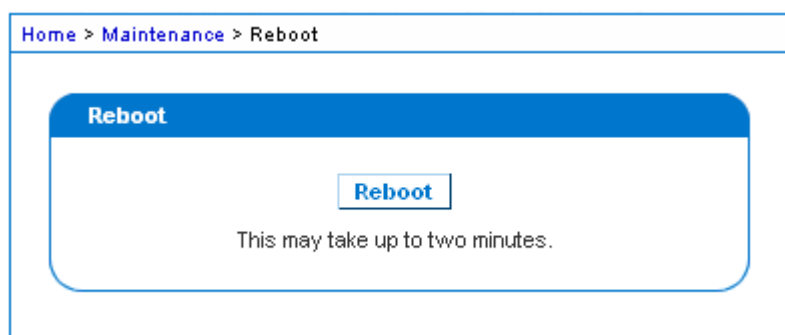 Home > Maintenance > Reboot
Reboot
Reboot
This may take up to two minutes.